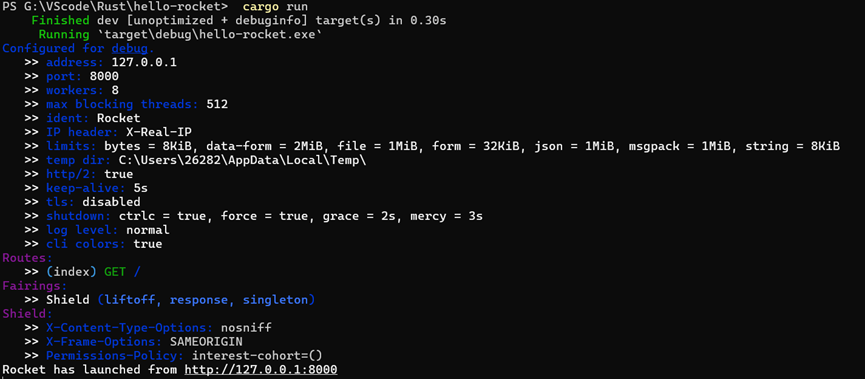 PS G:\VScode\Rust\hello-rocket>  cargo run
    Finished dev [unoptimized + debuginfo] target(s) in 0.30s
     Running `target\debug\hello-rocket.exe`
Configured for debug.
   >> address: 127.0.0.1
   >> port: 8000
   >> workers: 8
   >> max blocking threads: 512
   >> ident: Rocket
   >> IP header: X-Real-IP
   >> limits: bytes = 8KiB, data-form = 2MiB, file = 1MiB, form = 32KiB, json = 1MiB, msgpack = 1MiB, string = 8KiB
   >> temp dir: C:\Users\26282\AppData\Local\Temp\
   >> http/2: true
   >> keep-alive: 5s
   >> tls: disabled
   >> shutdown: ctrlc = true, force = true, grace = 2s, mercy = 3s
   >> log level: normal
   >> cli colors: true
Routes:
   >> (index) GET /
Fairings:
   >> Shield (liftoff, response, singleton)
Shield:
   >> X-Content-Type-Options: nosniff
   >> X-Frame-Options: SAMEORIGIN
   >> Permissions-Policy: interest-cohort=()
Rocket has launched from http://127.0.0.1:8000